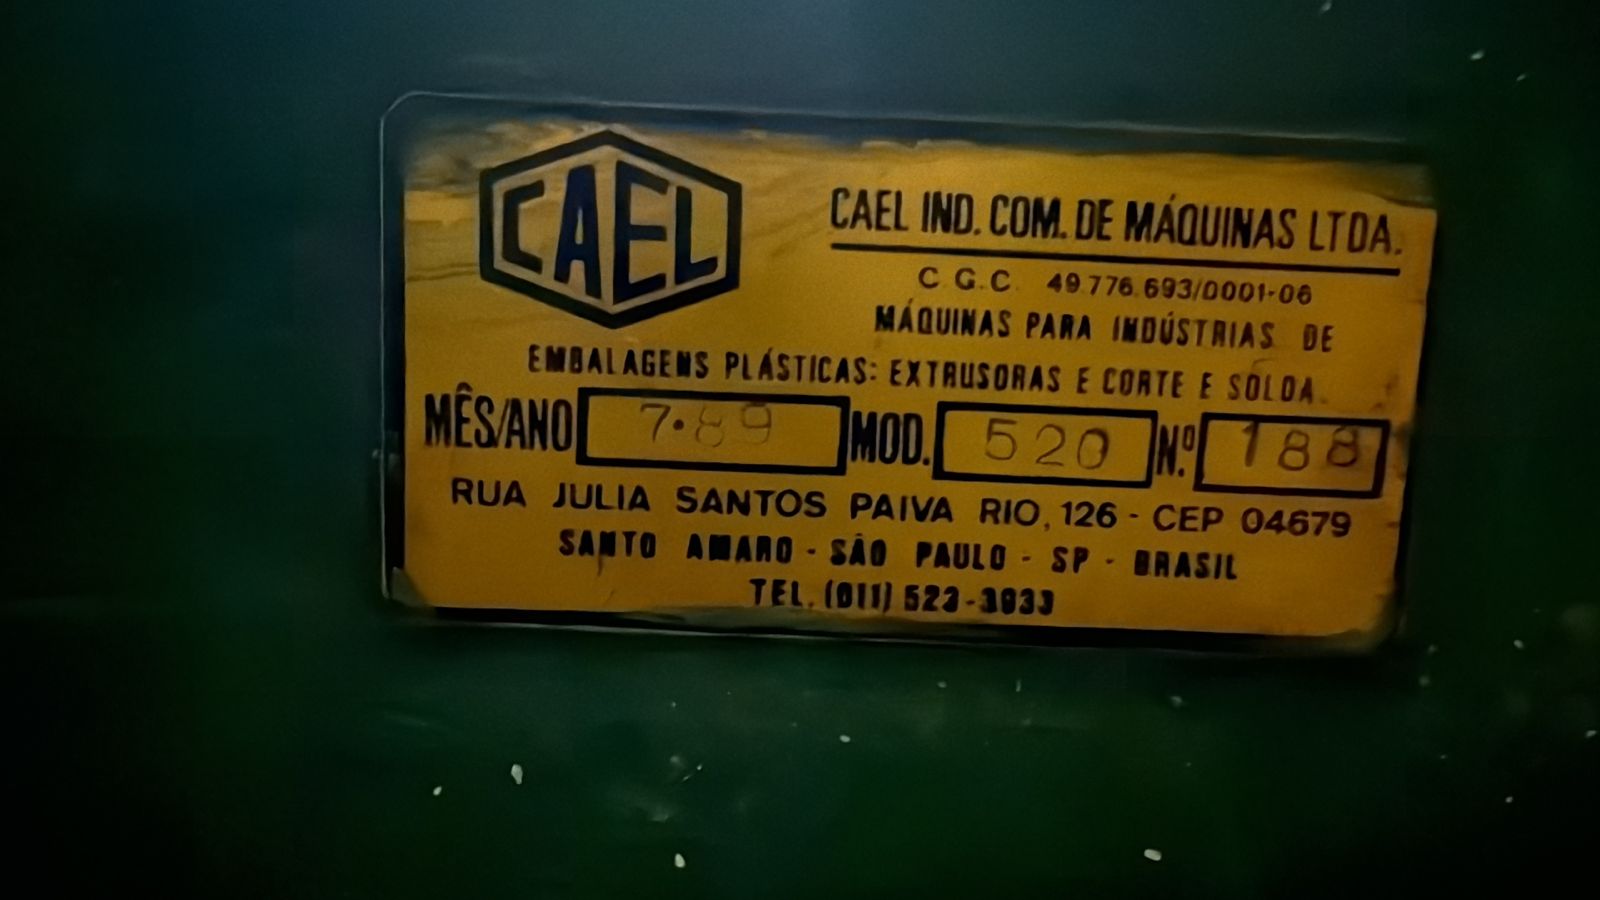 CAEL
CAEL IND. COM. DE MÁQUINAS LTDA.
C.G.C. 49.776.693/0001-06
MÁQUINAS PARA INDÚSTRIAS DE
EMBALAGENS PLÁSTICAS: EXTRUSORAS E CORTE E SOLDA.
MÊS/ANO 7·89 MOD. 520 N.º 188
RUA JULIA SANTOS PAIVA RIO, 126 - CEP 04679
SANTO AMARO - SÃO PAULO - SP - BRASIL
TEL. (011) 523-3933